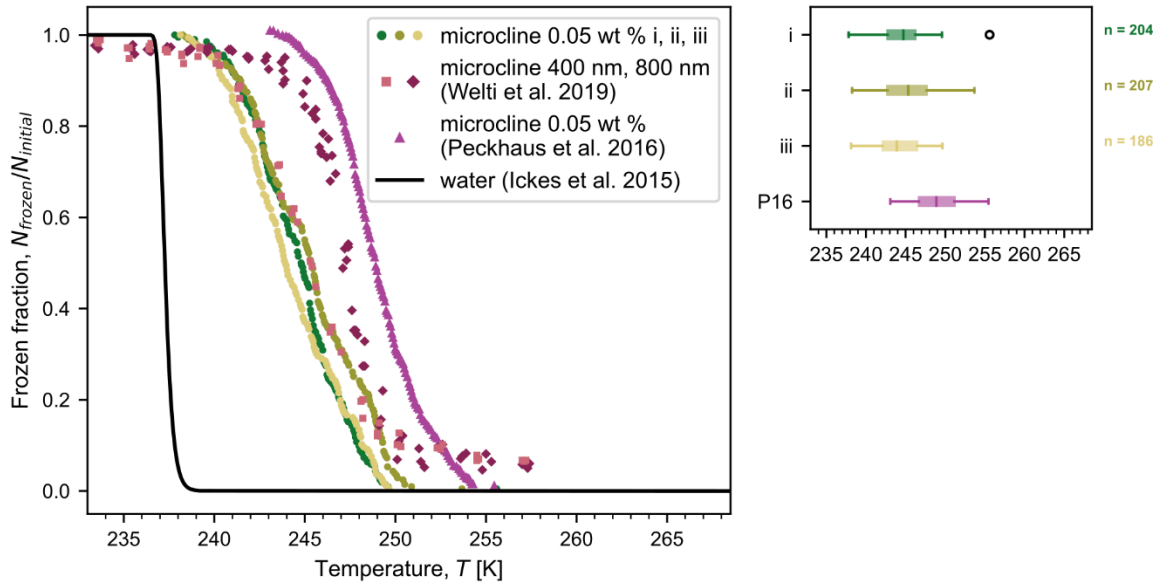 1.0
0.8
0.6
0.4
0.2
0.0
Frozen fraction, N_frozen/N_initial
235 240 245 250 255 260 265
Temperature, T [K]
microcline 0.05 wt % i, ii, iii
microcline 400 nm, 800 nm
(Welti et al. 2019)
microcline 0.05 wt %
(Peckhaus et al. 2016)
water (Ickes et al. 2015)
i
n = 204
ii
n = 207
iii
n = 186
P16
235 240 245 250 255 260 265